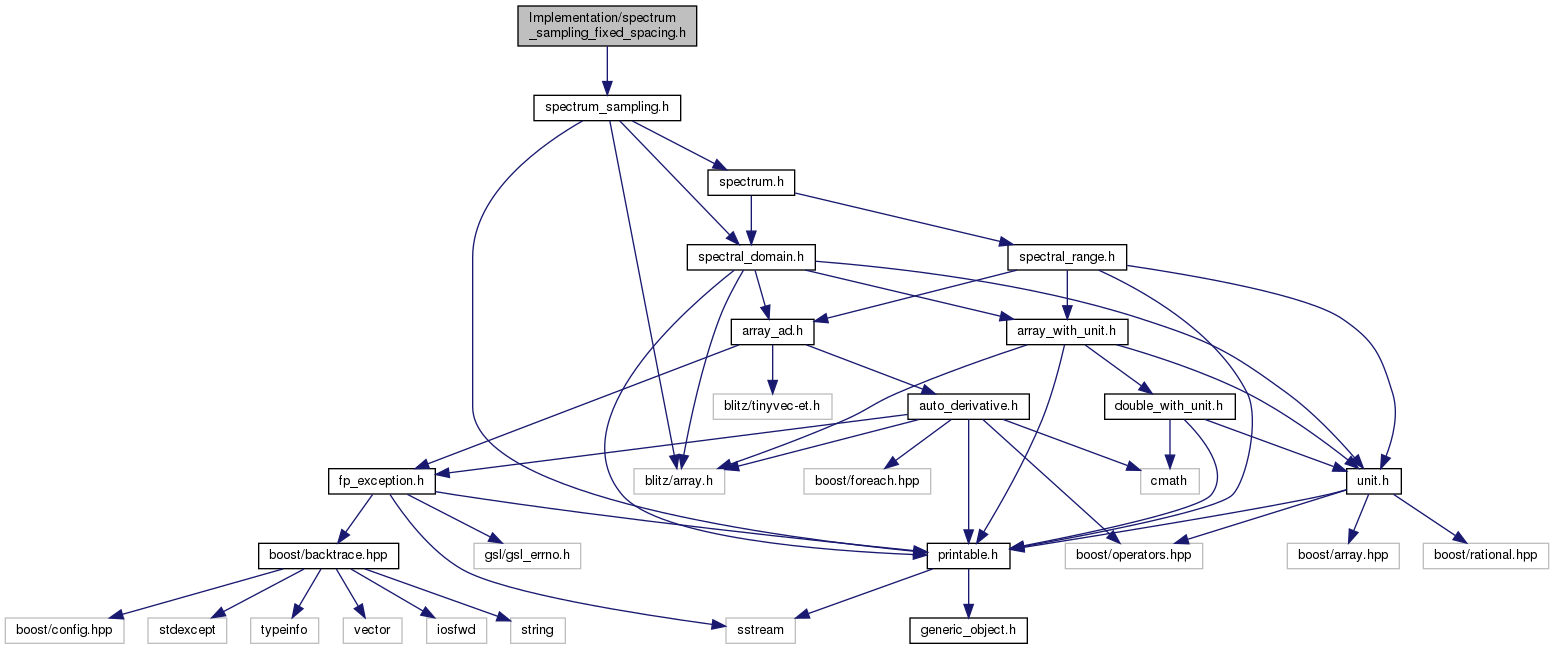 Implementation/spectrum
_sampling_fixed_spacing.h
spectrum_sampling.h
spectrum.h
spectral_domain.h
spectral_range.h
array_ad.h
array_with_unit.h
blitz/tinyvec-et.h
auto_derivative.h
double_with_unit.h
fp_exception.h
blitz/array.h
boost/foreach.hpp
cmath
unit.h
boost/backtrace.hpp
gsl/gsl_errno.h
printable.h
boost/operators.hpp
boost/array.hpp
boost/rational.hpp
boost/config.hpp
stdexcept
typeinfo
vector
iosfwd
string
sstream
generic_object.h